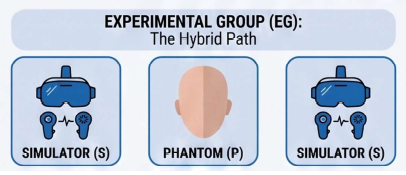 EXPERIMENTAL GROUP (EG):
The Hybrid Path
SIMULATOR (S)
PHANTOM (P)
SIMULATOR (S)